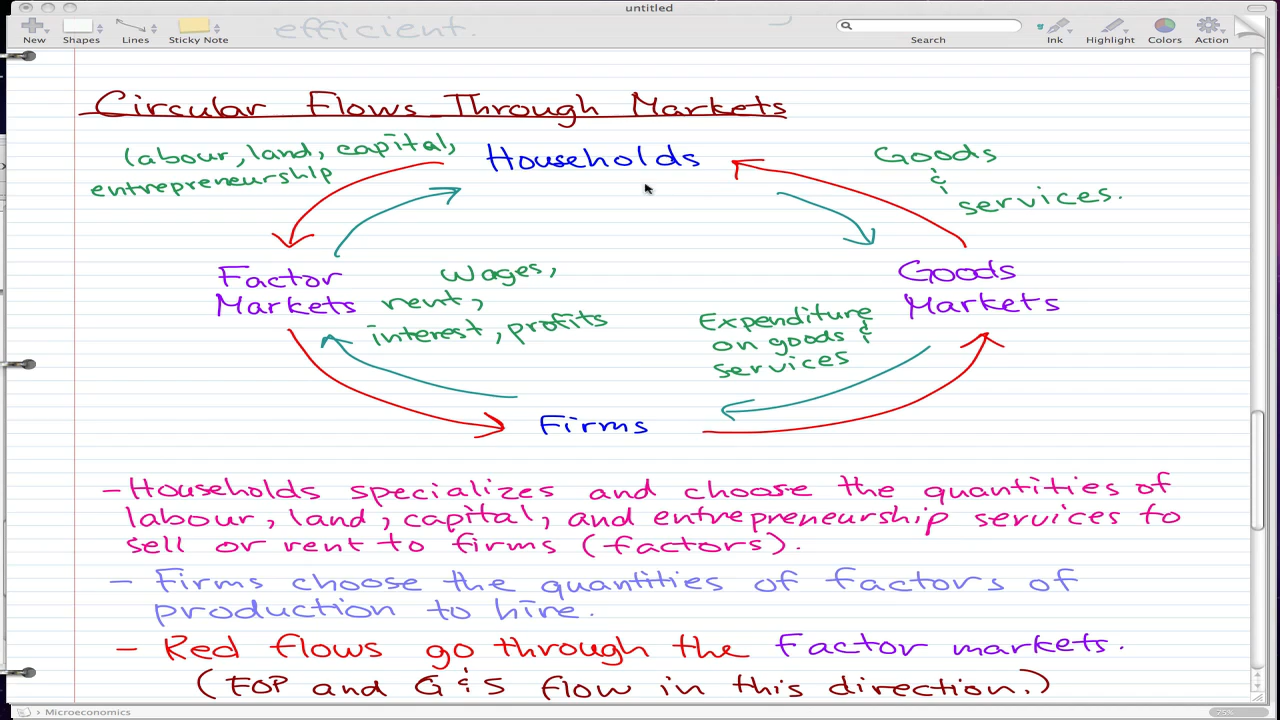 untitled
efficient.
New Shapes Lines Sticky Note Search Ink Highlight Colors Action
Circular Flows Through Markets
labour, land, capital,
entrepreneurship
Households
Goods
&
services.
Factor
Markets
Wages,
rent,
interest, profits
Expenditure
on goods &
services
Goods
Markets
Firms
- Households specializes and choose the quantities of
labour, land, capital, and entrepreneurship services to
sell or rent to firms (factors).
- Firms choose the quantities of factors of
production to hire.
- Red flows go through the Factor markets.
(FOP and G & S flow in this direction.)
Microeconomics
75%